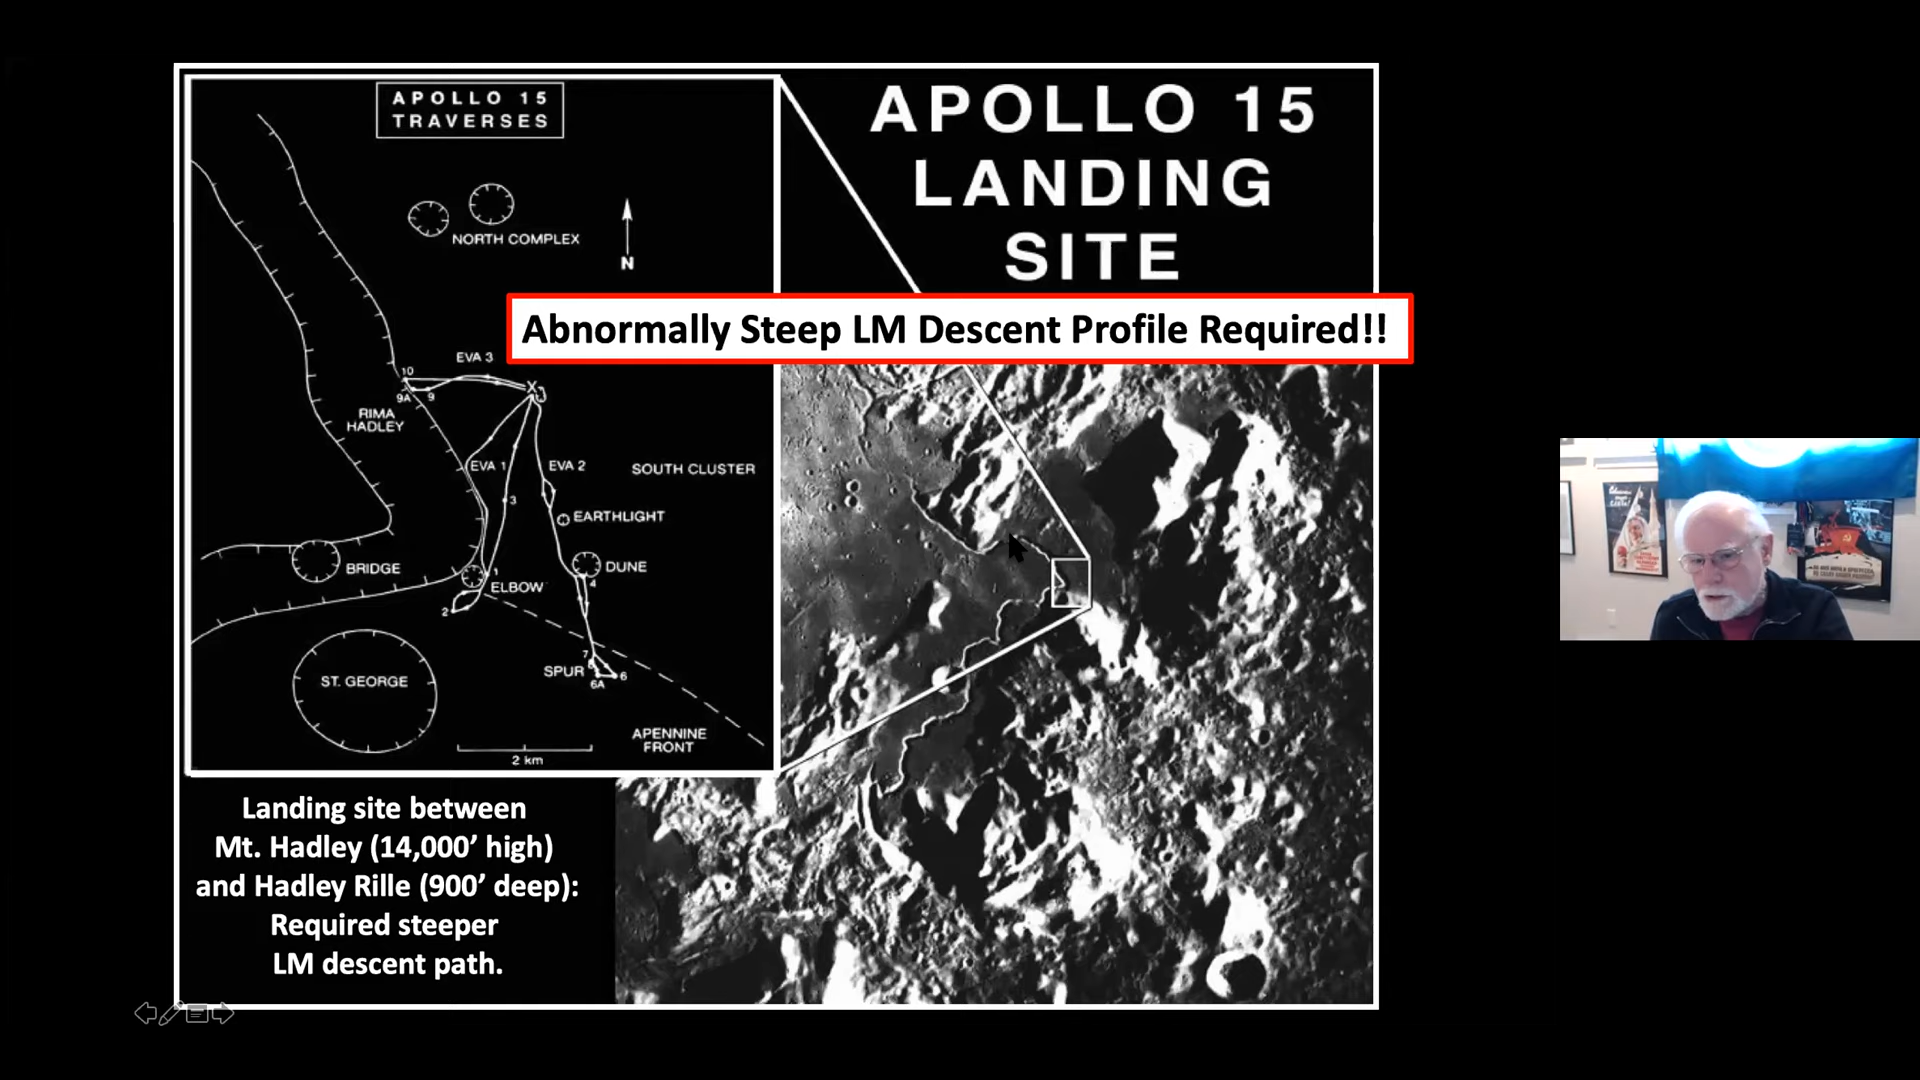 APOLLO 15
TRAVERSES
APOLLO 15
LANDING
SITE
NORTH COMPLEX
N
Abnormally Steep LM Descent Profile Required!!
EVA 3
10
9A
9
X
RIMA
HADLEY
EVA 1
EVA 2
SOUTH CLUSTER
3
EARTHLIGHT
BRIDGE
1
ELBOW
DUNE
4
2
7
SPUR
6
6A
ST. GEORGE
APENNINE
FRONT
2 km
Landing site between
Mt. Hadley (14,000’ high)
and Hadley Rille (900’ deep):
Required steeper
LM descent path.